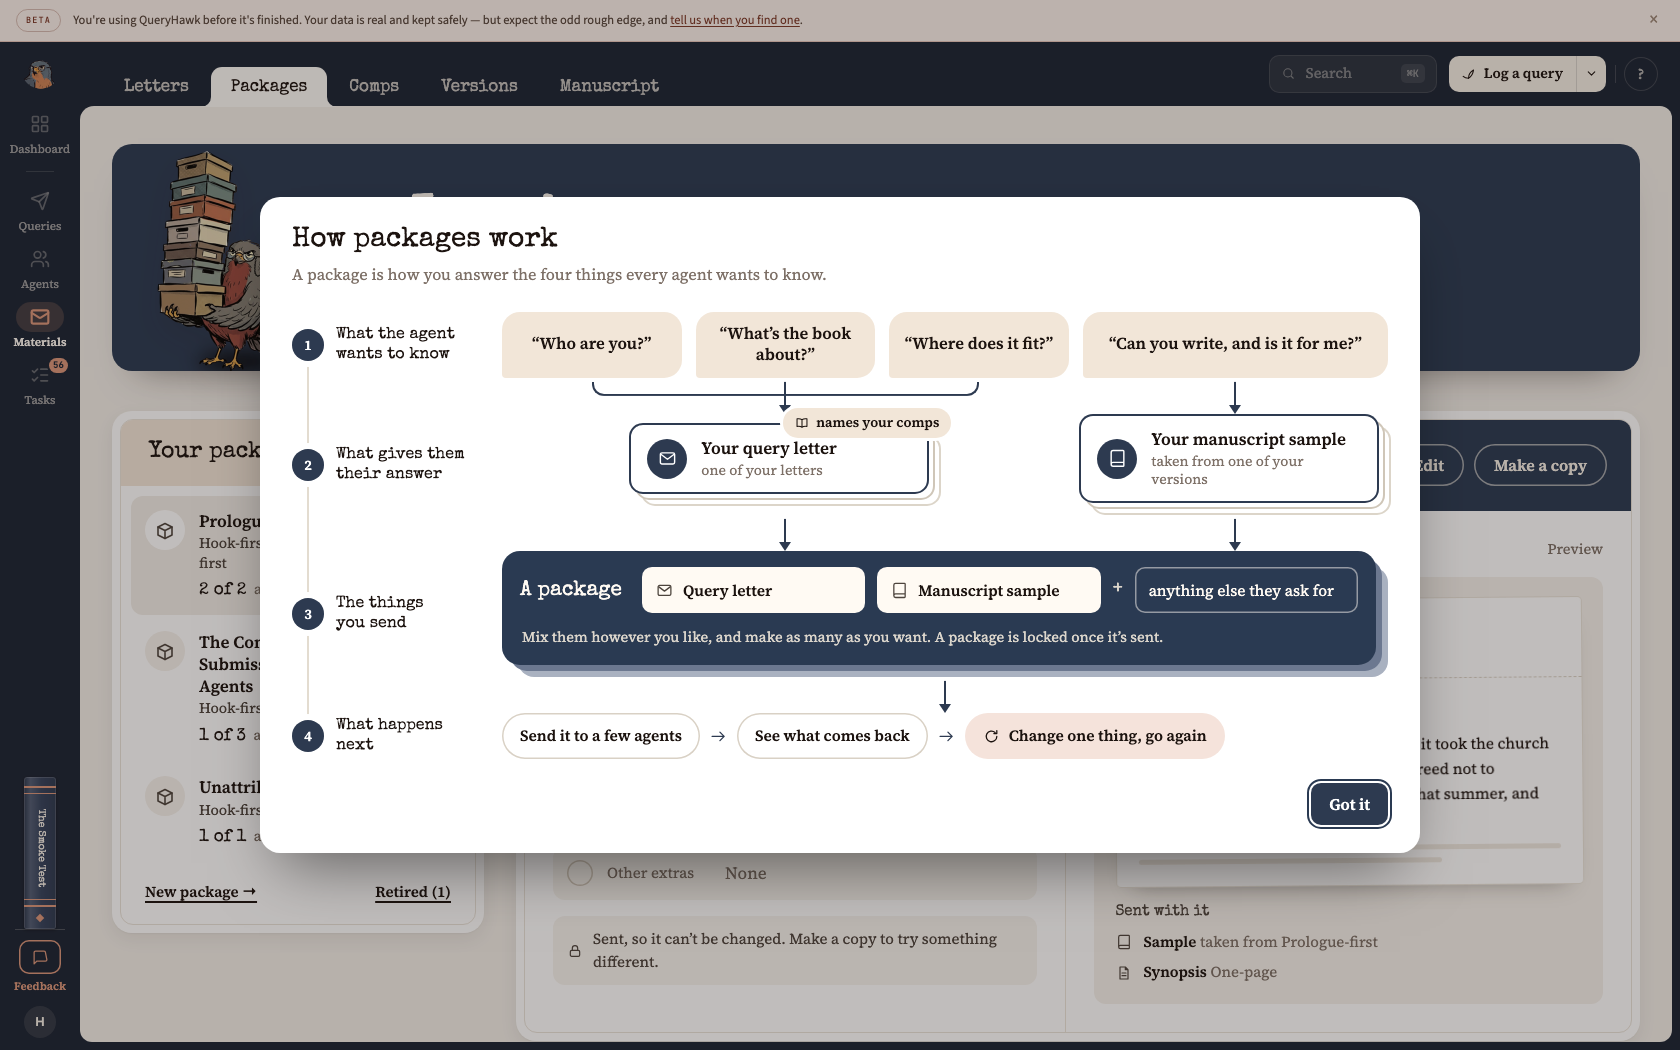 BETA
You're using QueryHawk before it's finished. Your data is real and kept safely — but expect the odd rough edge, and tell us when you find one.
×
Letters
Packages
Comps
Versions
Manuscript
Search
⌘K
Log a query
?
Dashboard
Queries
Agents
Materials
56
Tasks
The Smoke Test
Feedback
H
How packages work
A package is how you answer the four things every agent wants to know.
1
What the agent
wants to know
“Who are you?”
“What’s the book
about?”
“Where does it fit?”
“Can you write, and is it for me?”
2
What gives them
their answer
names your comps
Your query letter
one of your letters
Your manuscript sample
taken from one of your
versions
3
The things
you send
A package
Query letter
Manuscript sample
+
anything else they ask for
Mix them however you like, and make as many as you want. A package is locked once it’s sent.
4
What happens
next
Send it to a few agents
→
See what comes back
→
Change one thing, go again
Got it
Your pack
Prologu
Hook-firs
first
2 of 2 a
The Con
Submiss
Agents
Hook-firs
1 of 3 a
Unattril
Hook-firs
1 of 1 a
New package →
Retired (1)
Edit
Make a copy
Preview
it took the church
reed not to
hat summer, and
Other extras
None
Sent, so it can’t be changed. Make a copy to try something
different.
Sent with it
Sample taken from Prologue-first
Synopsis One-page